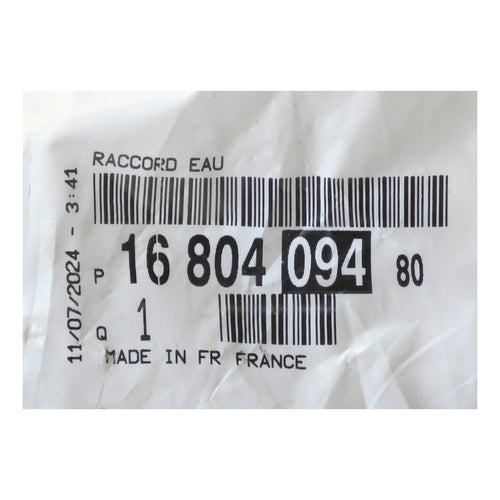 RACCORD EAU
P 16 804 094 80
Q 1
MADE IN FR FRANCE
11/07/2024 - 3:41